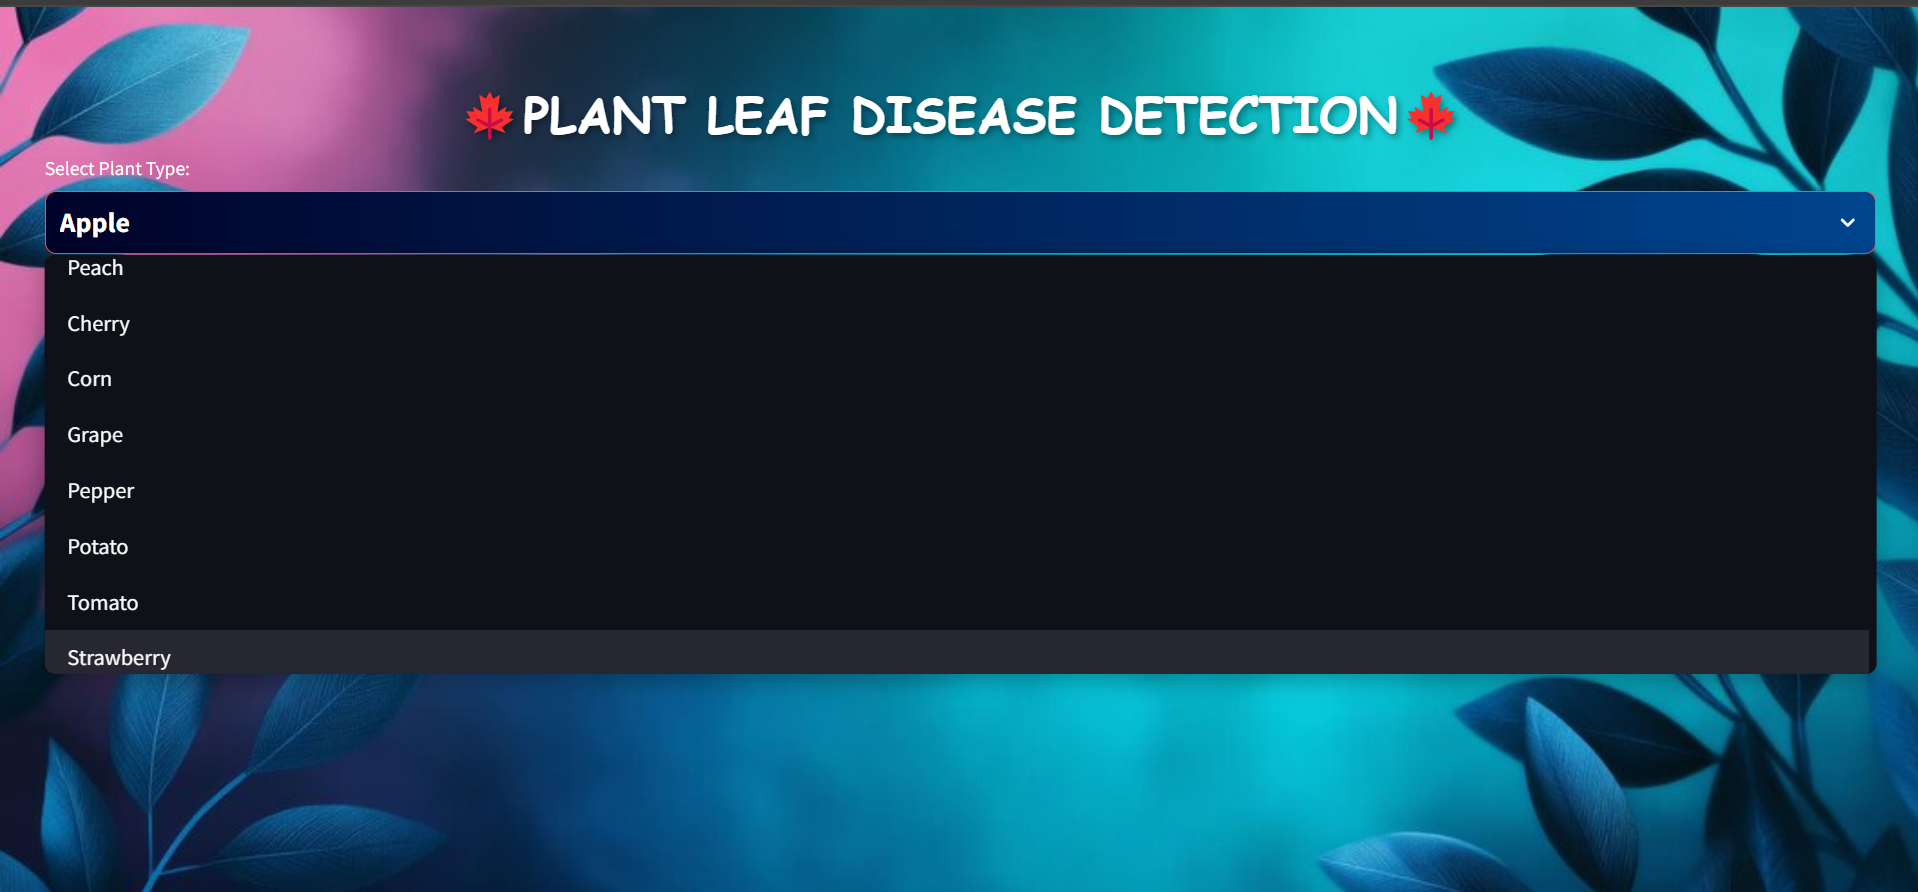 🍁PLANT LEAF DISEASE DETECTION🍁
Select Plant Type:
Apple
Peach
Cherry
Corn
Grape
Pepper
Potato
Tomato
Strawberry